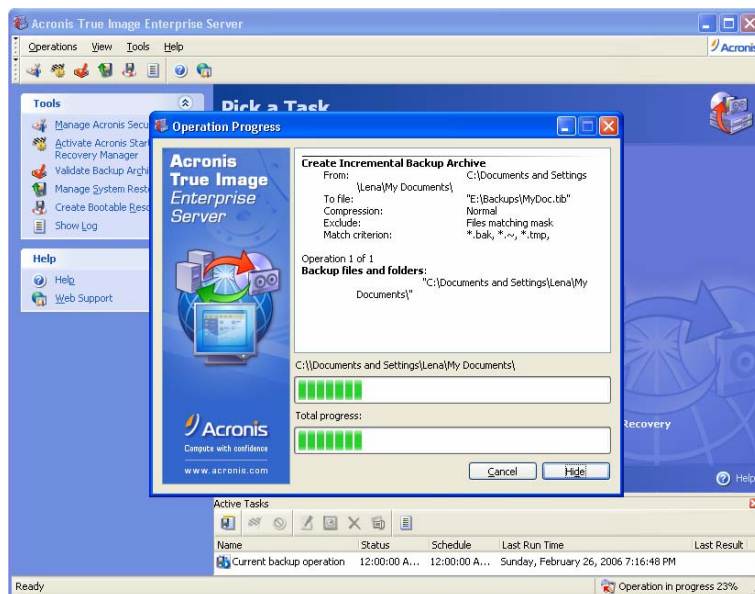 Acronis True Image Enterprise Server
Operations View Tools Help
Acronis
Tools
Manage Acronis Secu
Activate Acronis Star
Recovery Manager
Validate Backup Archi
Manage System Rest
Create Bootable Resc
Show Log
Help
Help
Web Support
Pick a Task
Operation Progress
Acronis
True Image
Enterprise
Server
Acronis
Compute with confidence
www.acronis.com
Create Incremental Backup Archive
From: C:\Documents and Settings
\Lena\My Documents\
To file: "E:\Backups\MyDoc.tib"
Compression: Normal
Exclude: Files matching mask
Match criterion: *.bak, *.~, *.tmp,
Operation 1 of 1
Backup files and folders:
"C:\Documents and Settings\Lena\My
Documents\"
C:\\Documents and Settings\Lena\My Documents\
Total progress:
Cancel Hide
Recovery
Help
Active Tasks
Name Status Schedule Last Run Time Last Result
Current backup operation 12:00:00 A... 12:00:00 A... Sunday, February 26, 2006 7:16:48 PM
Ready Operation in progress 23%